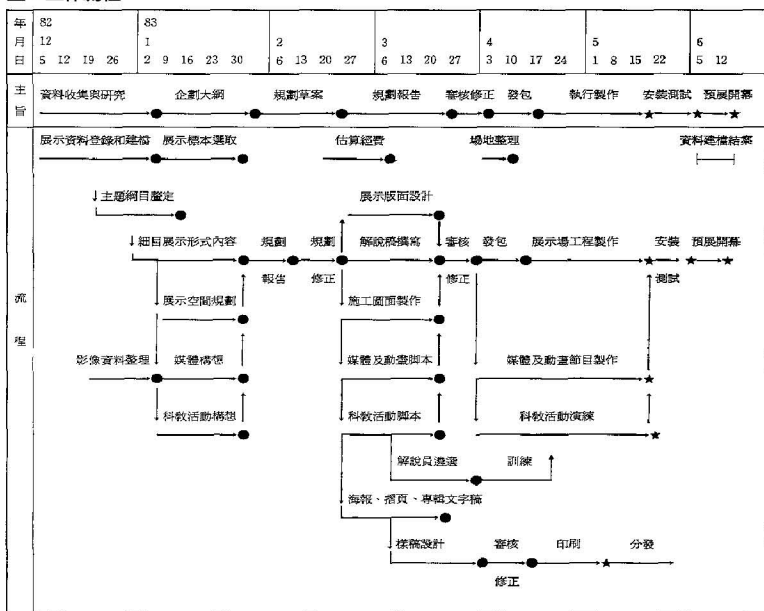 年 82 83
月 12 1 2 3 4 5 6
日 5 12 19 26 2 9 16 23 30 6 13 20 27 6 13 20 27 3 10 17 24 1 8 15 22 5 12
主旨
資料收集與研究 企劃大綱 規劃草案 規劃報告 審核修正 發包 執行製作 安裝測試 預展開幕
流程
展示資料登錄和建檔 展示標本選取 估算經費 場地整理 資料建檔結案
主題綱目釐定 展示版面設計
細目展示形式內容 規劃 規劃 解說稿撰寫 審核 發包 展示場工程製作 安裝 預展開幕
報告 修正 修正 測試
展示空間規劃 施工圖面製作
影像資料整理 媒體構想 媒體及動畫腳本 媒體及動畫節目製作
科教活動構想 科教活動腳本 科教活動演練
解說員遴選 訓練
海報、摺頁、專輯文字稿
樣稿設計 審核 印刷 分發
修正